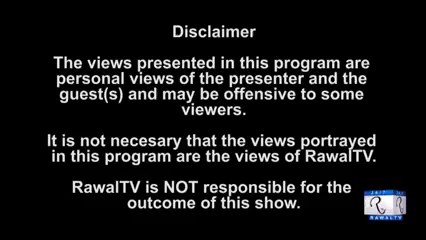 Disclaimer
The views presented in this program are
personal views of the presenter and the
guest(s) and may be offensive to some
viewers.
It is not necesary that the views portrayed
in this program are the views of RawalTV.
RawalTV is NOT responsible for the
outcome of this show.
RAWALTV